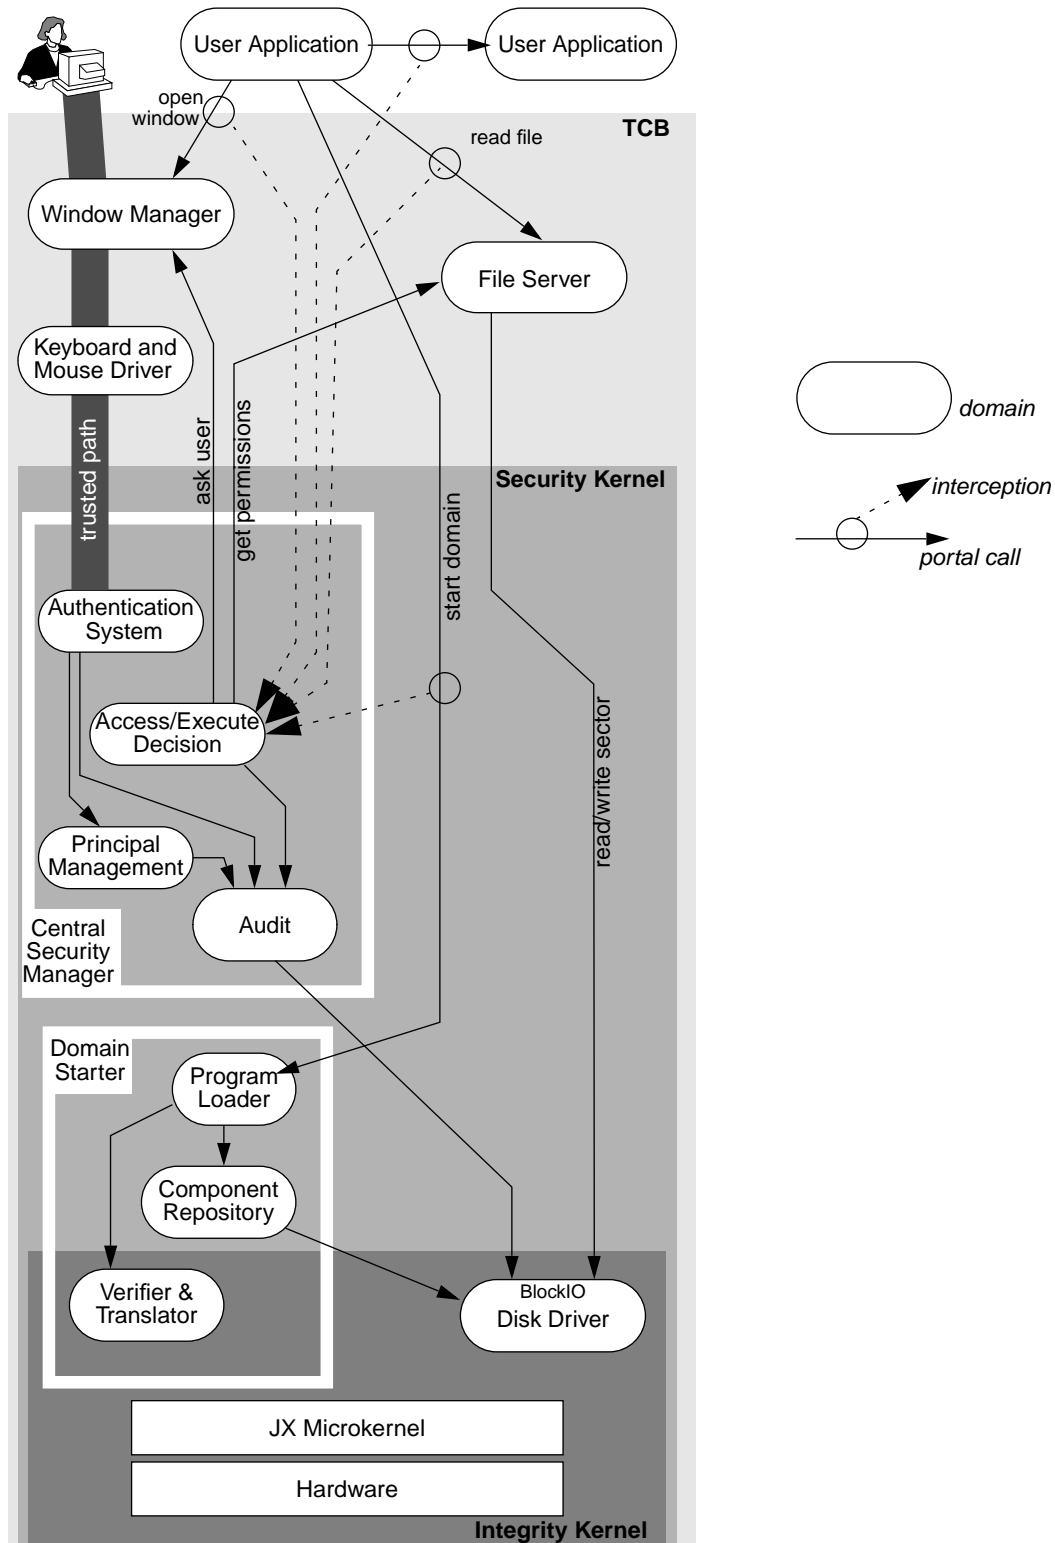 User Application
User Application
open
window
TCB
read file
Window Manager
File Server
Keyboard and
Mouse Driver
domain
trusted path
ask user
get permissions
Security Kernel
interception
start domain
portal call
Authentication
System
Access/Execute
Decision
read/write sector
Principal
Management
Audit
Central
Security
Manager
Domain
Starter
Program
Loader
Component
Repository
Verifier &
Translator
BlockIO
Disk Driver
JX Microkernel
Hardware
Integrity Kernel